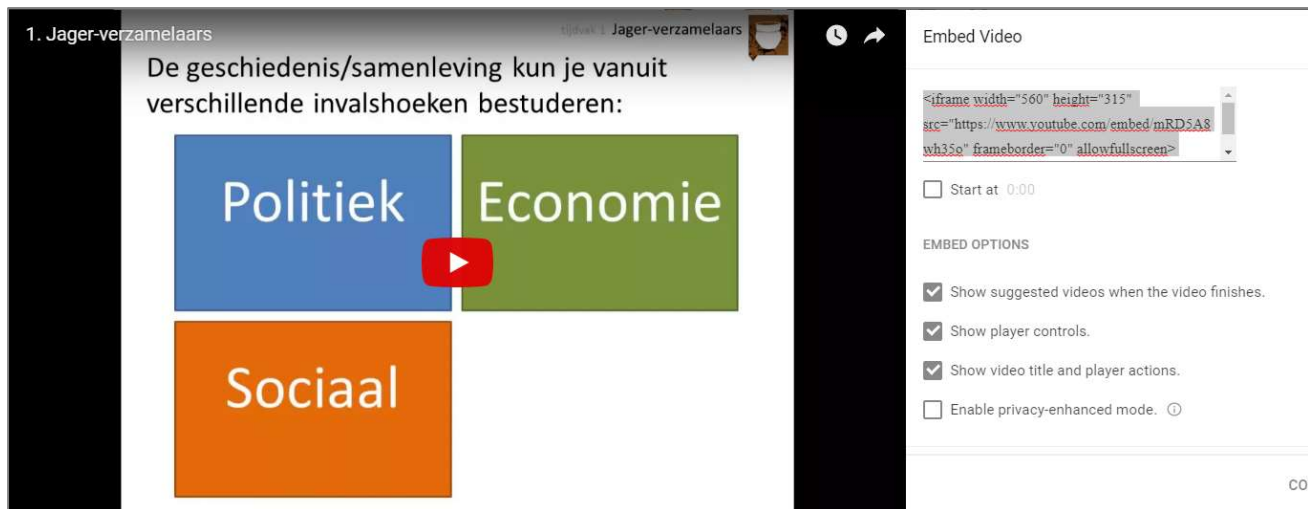 1. Jager-verzamelaars
tijdvak 1 Jager-verzamelaars
De geschiedenis/samenleving kun je vanuit
verschillende invalshoeken bestuderen:
Politiek
Economie
Sociaal
Embed Video
<iframe width="560" height="315"
src="https://www.youtube.com/embed/mRD5A8
wh35o" frameborder="0" allowfullscreen>
Start at 0:00
EMBED OPTIONS
Show suggested videos when the video finishes.
Show player controls.
Show video title and player actions.
Enable privacy-enhanced mode.
CO